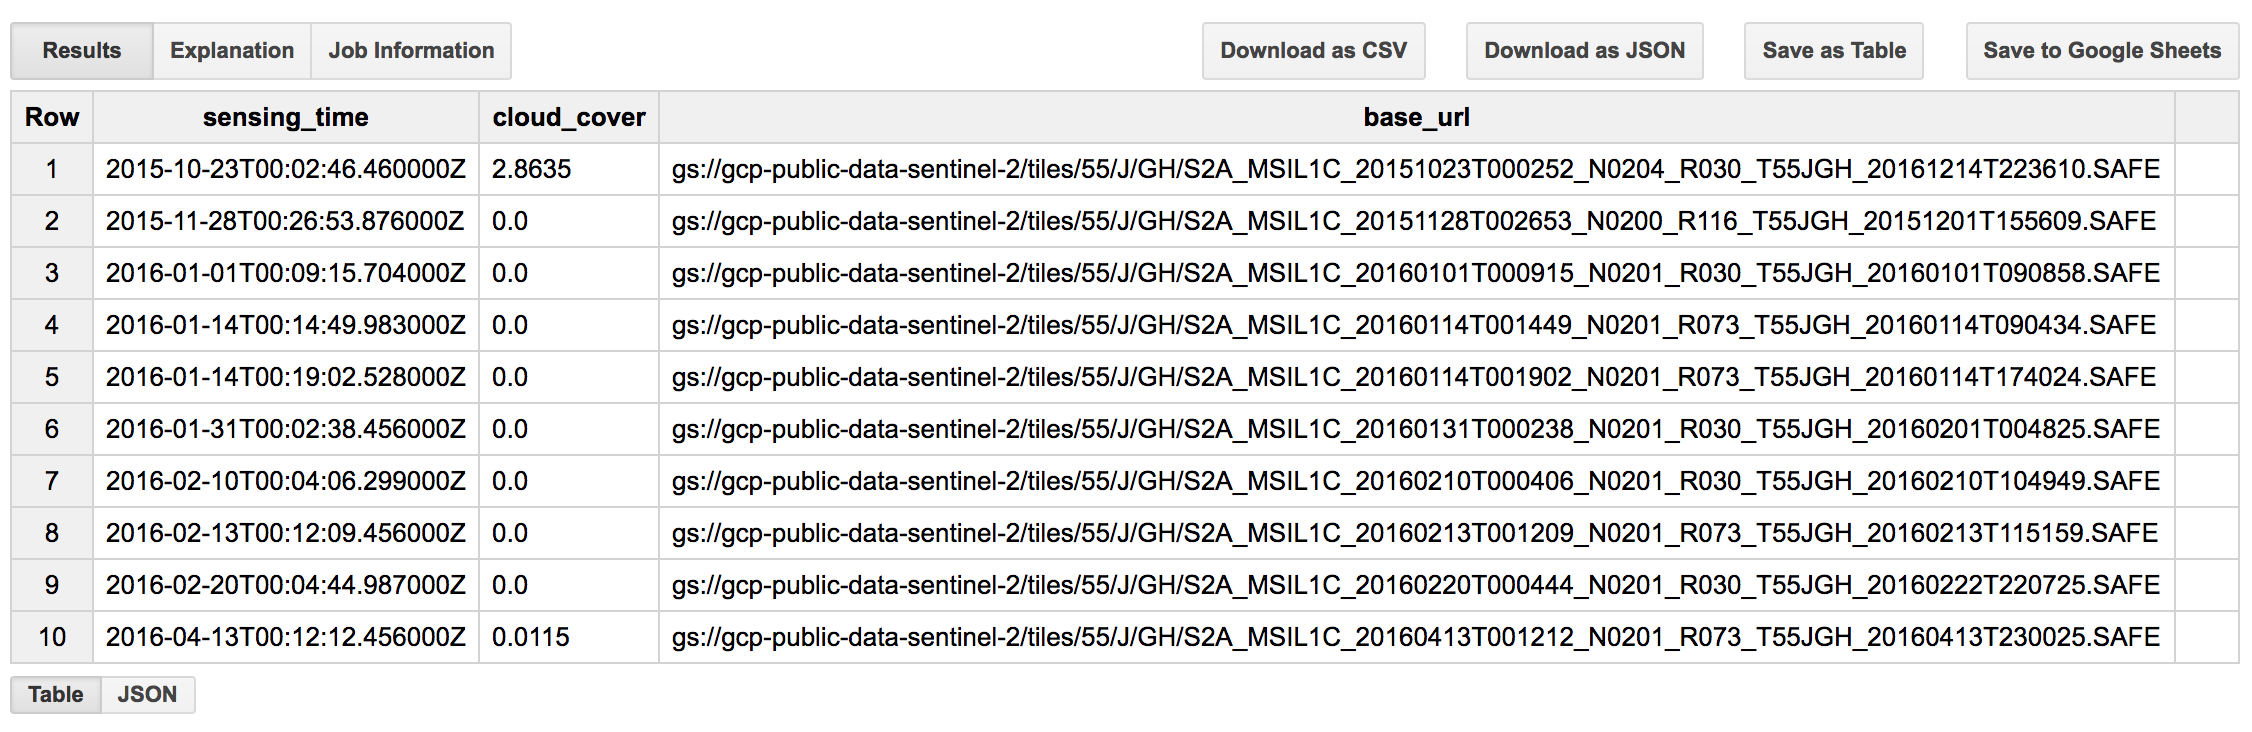 Results Explanation Job Information Download as CSV Download as JSON Save as Table Save to Google Sheets
Row sensing_time cloud_cover base_url
1 2015-10-23T00:02:46.460000Z 2.8635 gs://gcp-public-data-sentinel-2/tiles/55/J/GH/S2A_MSIL1C_20151023T000252_N0204_R030_T55JGH_20161214T223610.SAFE
2 2015-11-28T00:26:53.876000Z 0.0 gs://gcp-public-data-sentinel-2/tiles/55/J/GH/S2A_MSIL1C_20151128T002653_N0200_R116_T55JGH_20151201T155609.SAFE
3 2016-01-01T00:09:15.704000Z 0.0 gs://gcp-public-data-sentinel-2/tiles/55/J/GH/S2A_MSIL1C_20160101T000915_N0201_R030_T55JGH_20160101T090858.SAFE
4 2016-01-14T00:14:49.983000Z 0.0 gs://gcp-public-data-sentinel-2/tiles/55/J/GH/S2A_MSIL1C_20160114T001449_N0201_R073_T55JGH_20160114T090434.SAFE
5 2016-01-14T00:19:02.528000Z 0.0 gs://gcp-public-data-sentinel-2/tiles/55/J/GH/S2A_MSIL1C_20160114T001902_N0201_R073_T55JGH_20160114T174024.SAFE
6 2016-01-31T00:02:38.456000Z 0.0 gs://gcp-public-data-sentinel-2/tiles/55/J/GH/S2A_MSIL1C_20160131T000238_N0201_R030_T55JGH_20160201T004825.SAFE
7 2016-02-10T00:04:06.299000Z 0.0 gs://gcp-public-data-sentinel-2/tiles/55/J/GH/S2A_MSIL1C_20160210T000406_N0201_R030_T55JGH_20160210T104949.SAFE
8 2016-02-13T00:12:09.456000Z 0.0 gs://gcp-public-data-sentinel-2/tiles/55/J/GH/S2A_MSIL1C_20160213T001209_N0201_R073_T55JGH_20160213T115159.SAFE
9 2016-02-20T00:04:44.987000Z 0.0 gs://gcp-public-data-sentinel-2/tiles/55/J/GH/S2A_MSIL1C_20160220T000444_N0201_R030_T55JGH_20160222T220725.SAFE
10 2016-04-13T00:12:12.456000Z 0.0115 gs://gcp-public-data-sentinel-2/tiles/55/J/GH/S2A_MSIL1C_20160413T001212_N0201_R073_T55JGH_20160413T230025.SAFE
Table JSON